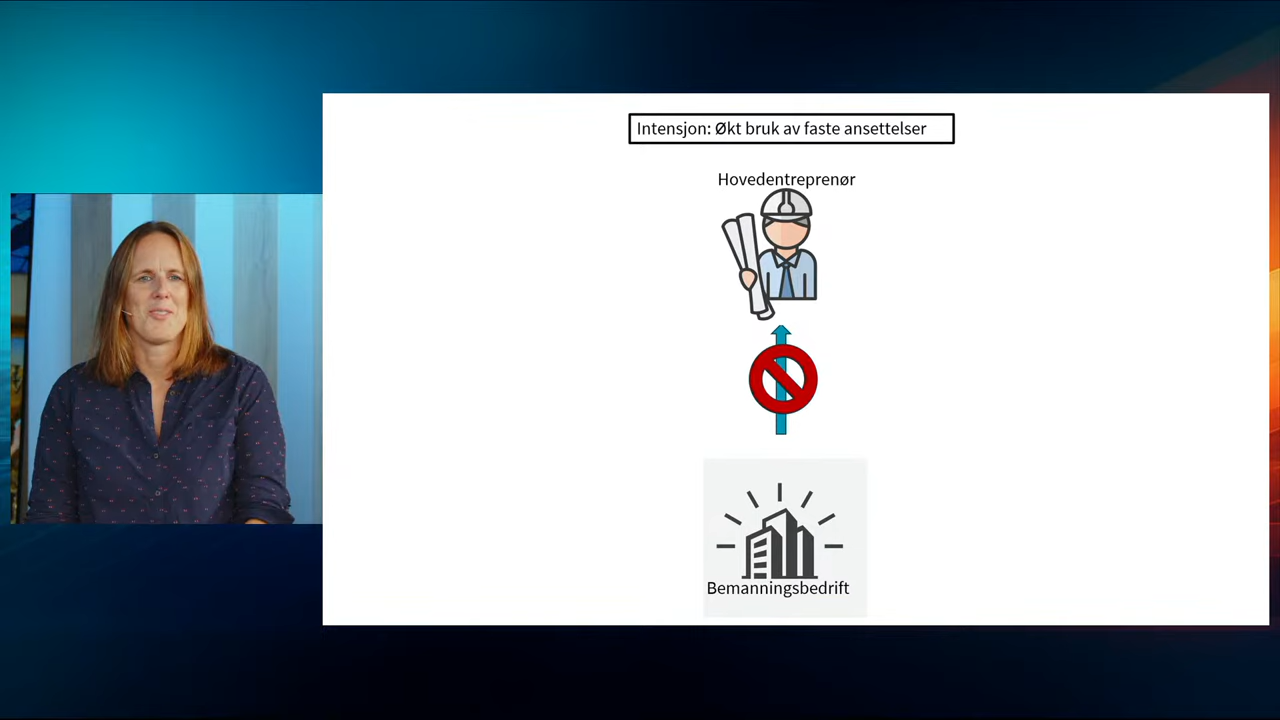 Intensjon: Økt bruk av faste ansettelser
Hovedentreprenør
Bemanningsbedrift